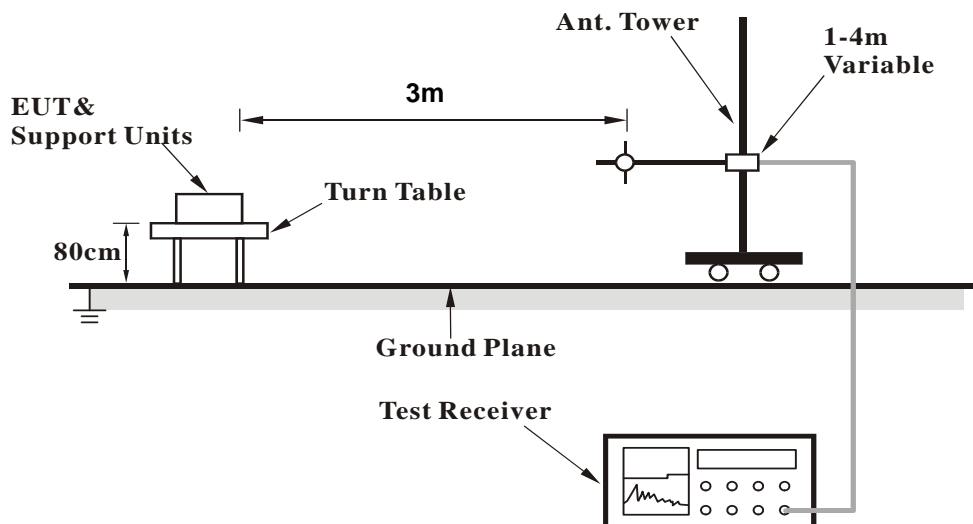 Ant. Tower
1-4m
Variable
3m
EUT&
Support Units
Turn Table
80cm
Ground Plane
Test Receiver